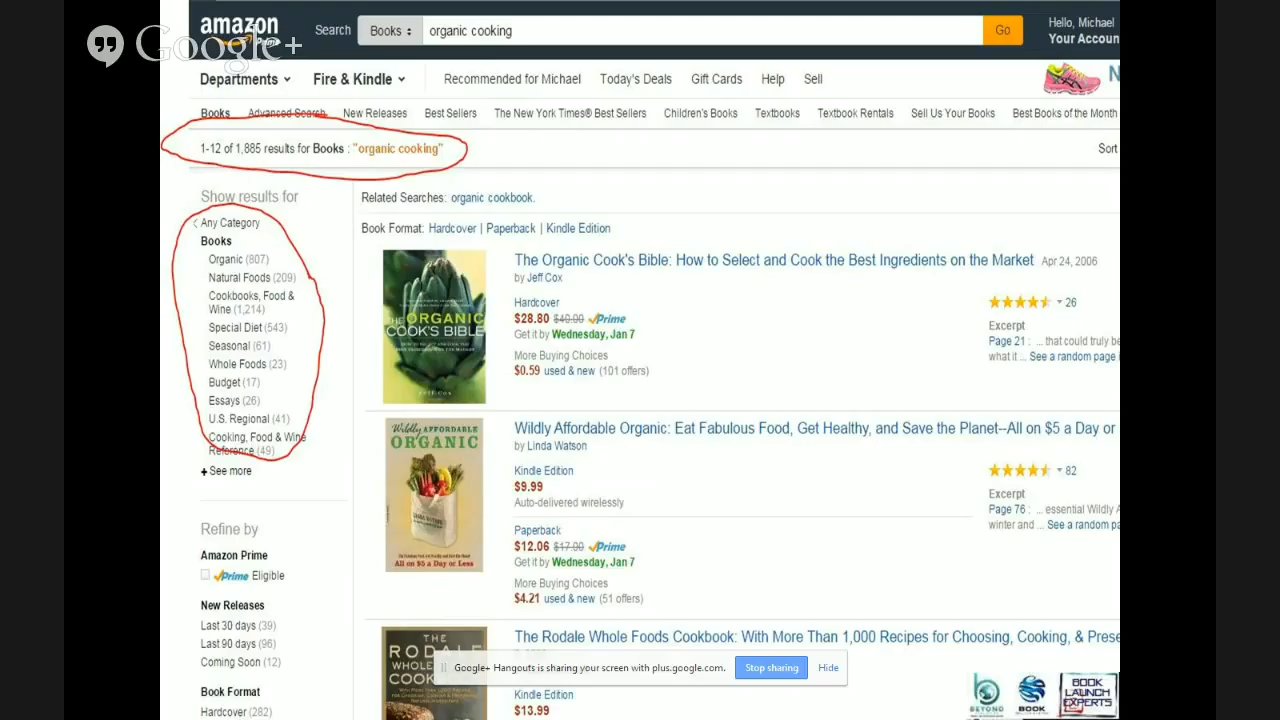 amazon
Prime
Search
Books
organic cooking
Go
Hello, Michael
Your Accoun
Google+
Departments
Fire & Kindle
Recommended for Michael
Today's Deals
Gift Cards
Help
Sell
N
Books
Advanced Search
New Releases
Best Sellers
The New York Times® Best Sellers
Children's Books
Textbooks
Textbook Rentals
Sell Us Your Books
Best Books of the Month
1-12 of 1,885 results for Books : "organic cooking"
Sort
Show results for
Any Category
Books
Organic (807)
Natural Foods (209)
Cookbooks, Food &
Wine (1,214)
Special Diet (543)
Seasonal (61)
Whole Foods (23)
Budget (17)
Essays (26)
U.S. Regional (41)
Cooking, Food & Wine
Reference (49)
+ See more
Refine by
Amazon Prime
Prime Eligible
New Releases
Last 30 days (39)
Last 90 days (96)
Coming Soon (12)
Book Format
Hardcover (282)
Related Searches: organic cookbook.
Book Format: Hardcover | Paperback | Kindle Edition
THE ORGANIC
COOK'S BIBLE
JEFF COX
The Organic Cook's Bible: How to Select and Cook the Best Ingredients on the Market Apr 24, 2006
by Jeff Cox
Hardcover
$28.80 $40.00 Prime
Get it by Wednesday, Jan 7
More Buying Choices
$0.59 used & new (101 offers)
26
Excerpt
Page 21 : ... that could truly be
what it ... See a random page i
Wildly AFFORDABLE
ORGANIC
LINDA WATSON
All on $5 a Day or Less
Wildly Affordable Organic: Eat Fabulous Food, Get Healthy, and Save the Planet--All on $5 a Day or
by Linda Watson
Kindle Edition
$9.99
Auto-delivered wirelessly
Paperback
$12.06 $17.00 Prime
Get it by Wednesday, Jan 7
More Buying Choices
$4.21 used & new (51 offers)
82
Excerpt
Page 76 : ... essential Wildly A
winter and ... See a random pa
THE
RODALE
WHOLE
COOK
The Rodale Whole Foods Cookbook: With More Than 1,000 Recipes for Choosing, Cooking, & Prese
Kindle Edition
$13.99
Google+ Hangouts is sharing your screen with plus.google.com.
Stop sharing
Hide
BEYOND
BOOK
BOOK
LAUNCH
EXPERTS